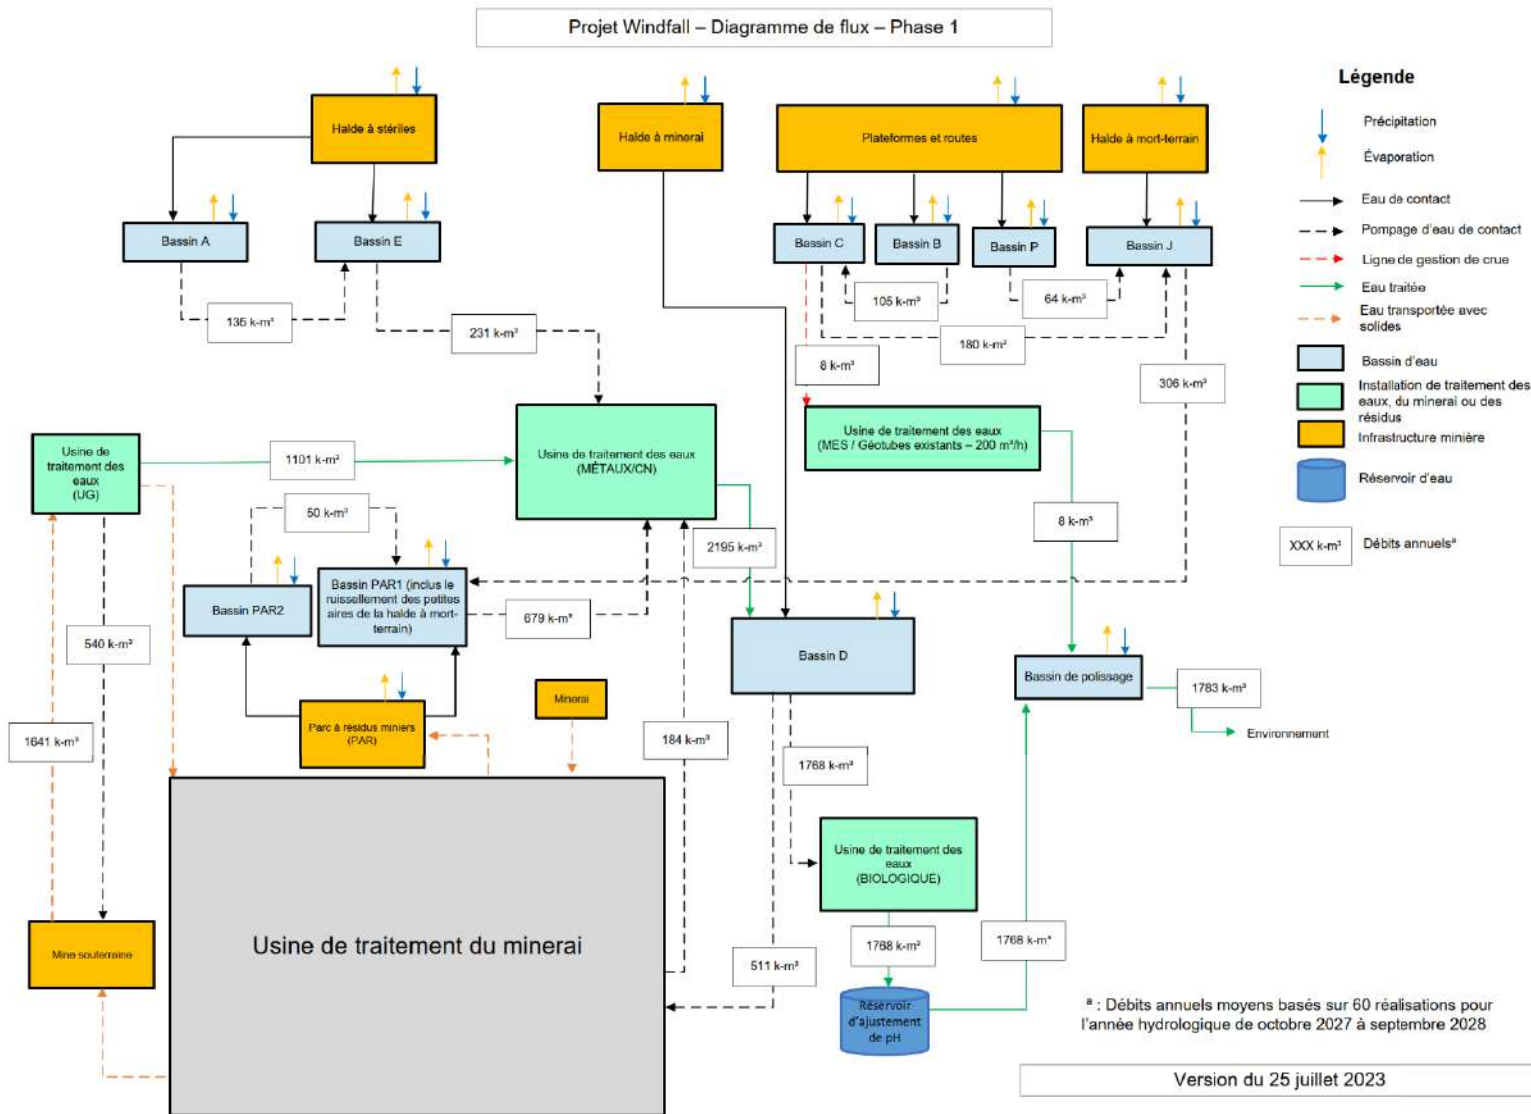 Projet Windfall – Diagramme de flux – Phase 1
Légende
Précipitation
Évaporation
Eau de contact
Pompage d'eau de contact
Ligne de gestion de crue
Eau traitée
Eau transportée avec
solides
Bassin d'eau
Installation de traitement des
eaux, du minerai ou des
résidus
Infrastructure minière
Réservoir d'eau
XXX k-m³
Débits annuelsª
Halde à stériles
Halde à minerai
Plateformes et routes
Halde à mort-terrain
Bassin A
Bassin E
Bassin C
Bassin B
Bassin P
Bassin J
135 k-m³
231 k-m³
105 k-m³
64 k-m³
180 k-m³
8 k-m³
306 k-m³
Usine de
traitement des
eaux
(UG)
1101 k-m³
Usine de traitement des eaux
(MÉTAUX/CN)
Usine de traitement des eaux
(MES / Géotubes existants – 200 m³/h)
50 k-m³
2195 k-m³
8 k-m³
Bassin PAR2
Bassin PAR1 (inclus le
ruissellement des petites
aires de la halde à mort-
terrain)
679 k-m³
540 k-m³
Bassin D
Bassin de polissage
1783 k-m³
Environnement
Minerai
Parc à résidus miniers
(PAR)
1641 k-m³
184 k-m³
1768 k-m³
Usine de traitement des
eaux
(BIOLOGIQUE)
Usine de traitement du minerai
Mine souterraine
511 k-m³
1768 k-m³
1768 k-m³
Réservoir
d'ajustement
de pH
ª : Débits annuels moyens basés sur 60 réalisations pour
l'année hydrologique de octobre 2027 à septembre 2028
Version du 25 juillet 2023